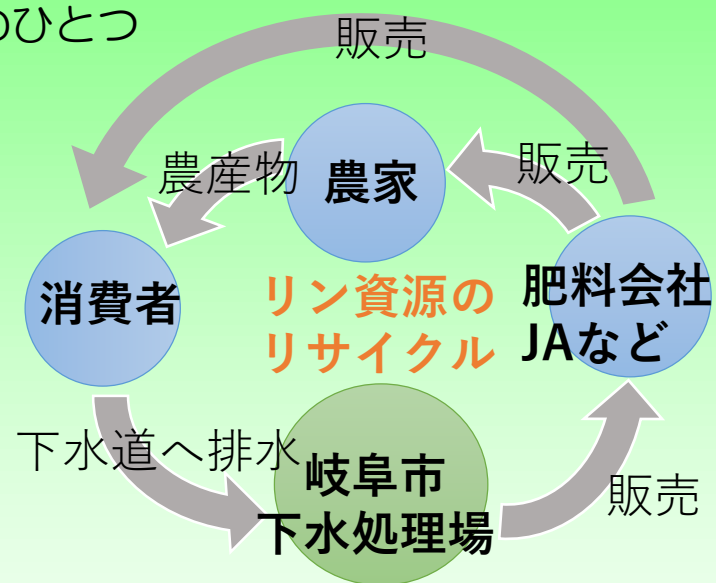 のひとつ
販売
農産物
農家
販売
消費者
リン資源の
リサイクル
肥料会社
JAなど
下水道へ排水
岐阜市
下水処理場
販売